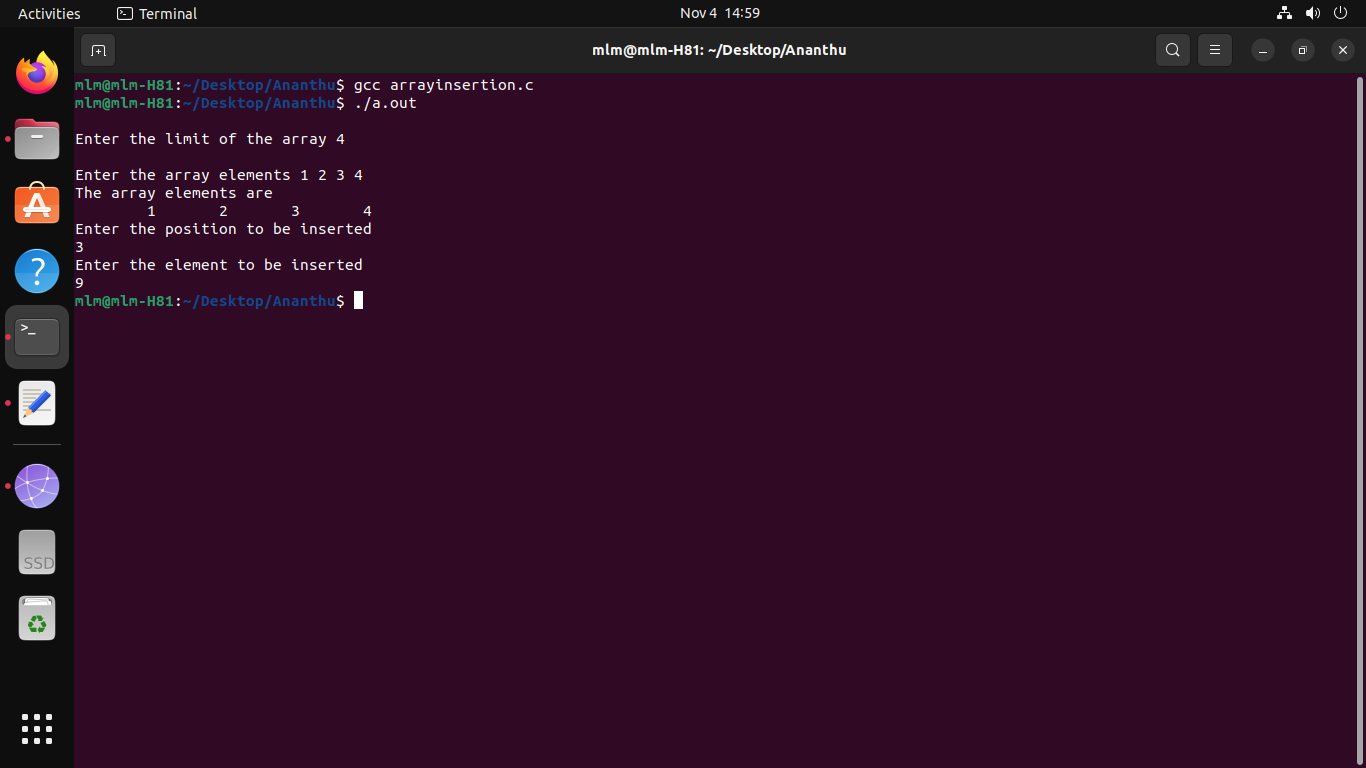 Activities Terminal Nov 4 14:59
mlm@mlm-H81: ~/Desktop/Ananthu
mlm@mlm-H81:~/Desktop/Ananthu$ gcc arrayinsertion.c
mlm@mlm-H81:~/Desktop/Ananthu$ ./a.out
Enter the limit of the array 4
Enter the array elements 1 2 3 4
The array elements are
1 2 3 4
Enter the position to be inserted
3
Enter the element to be inserted
9
mlm@mlm-H81:~/Desktop/Ananthu$
SSD